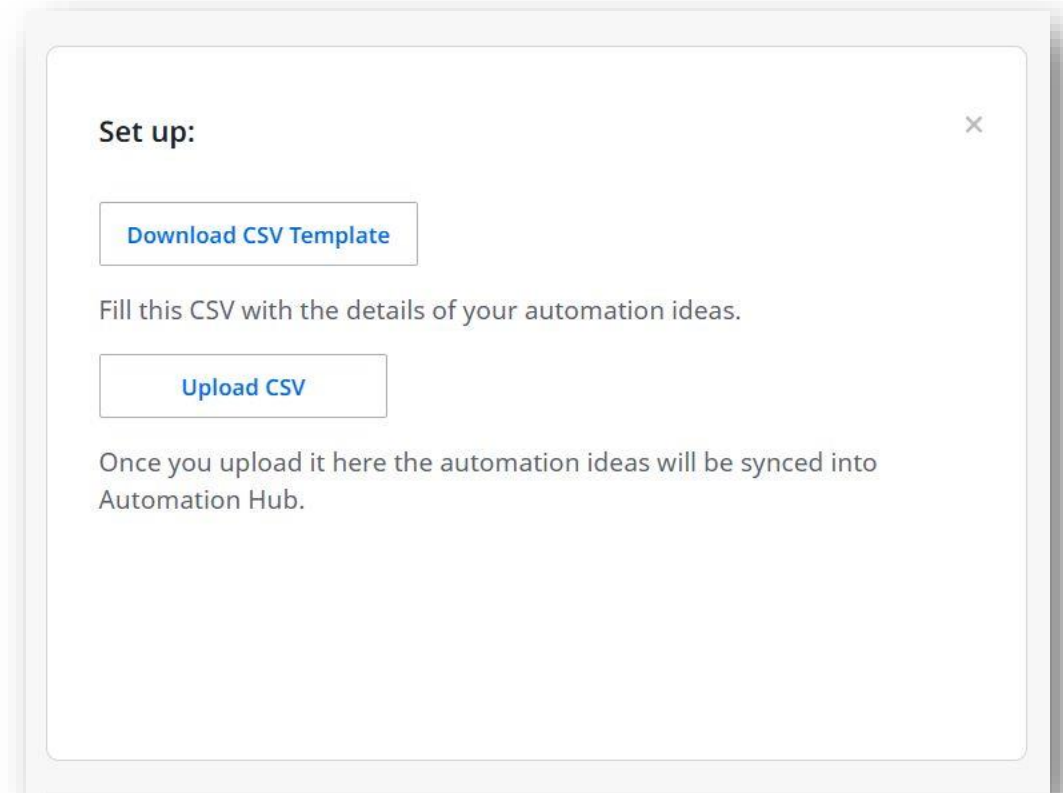 Set up:
Download CSV Template
Fill this CSV with the details of your automation ideas.
Upload CSV
Once you upload it here the automation ideas will be synced into
Automation Hub.